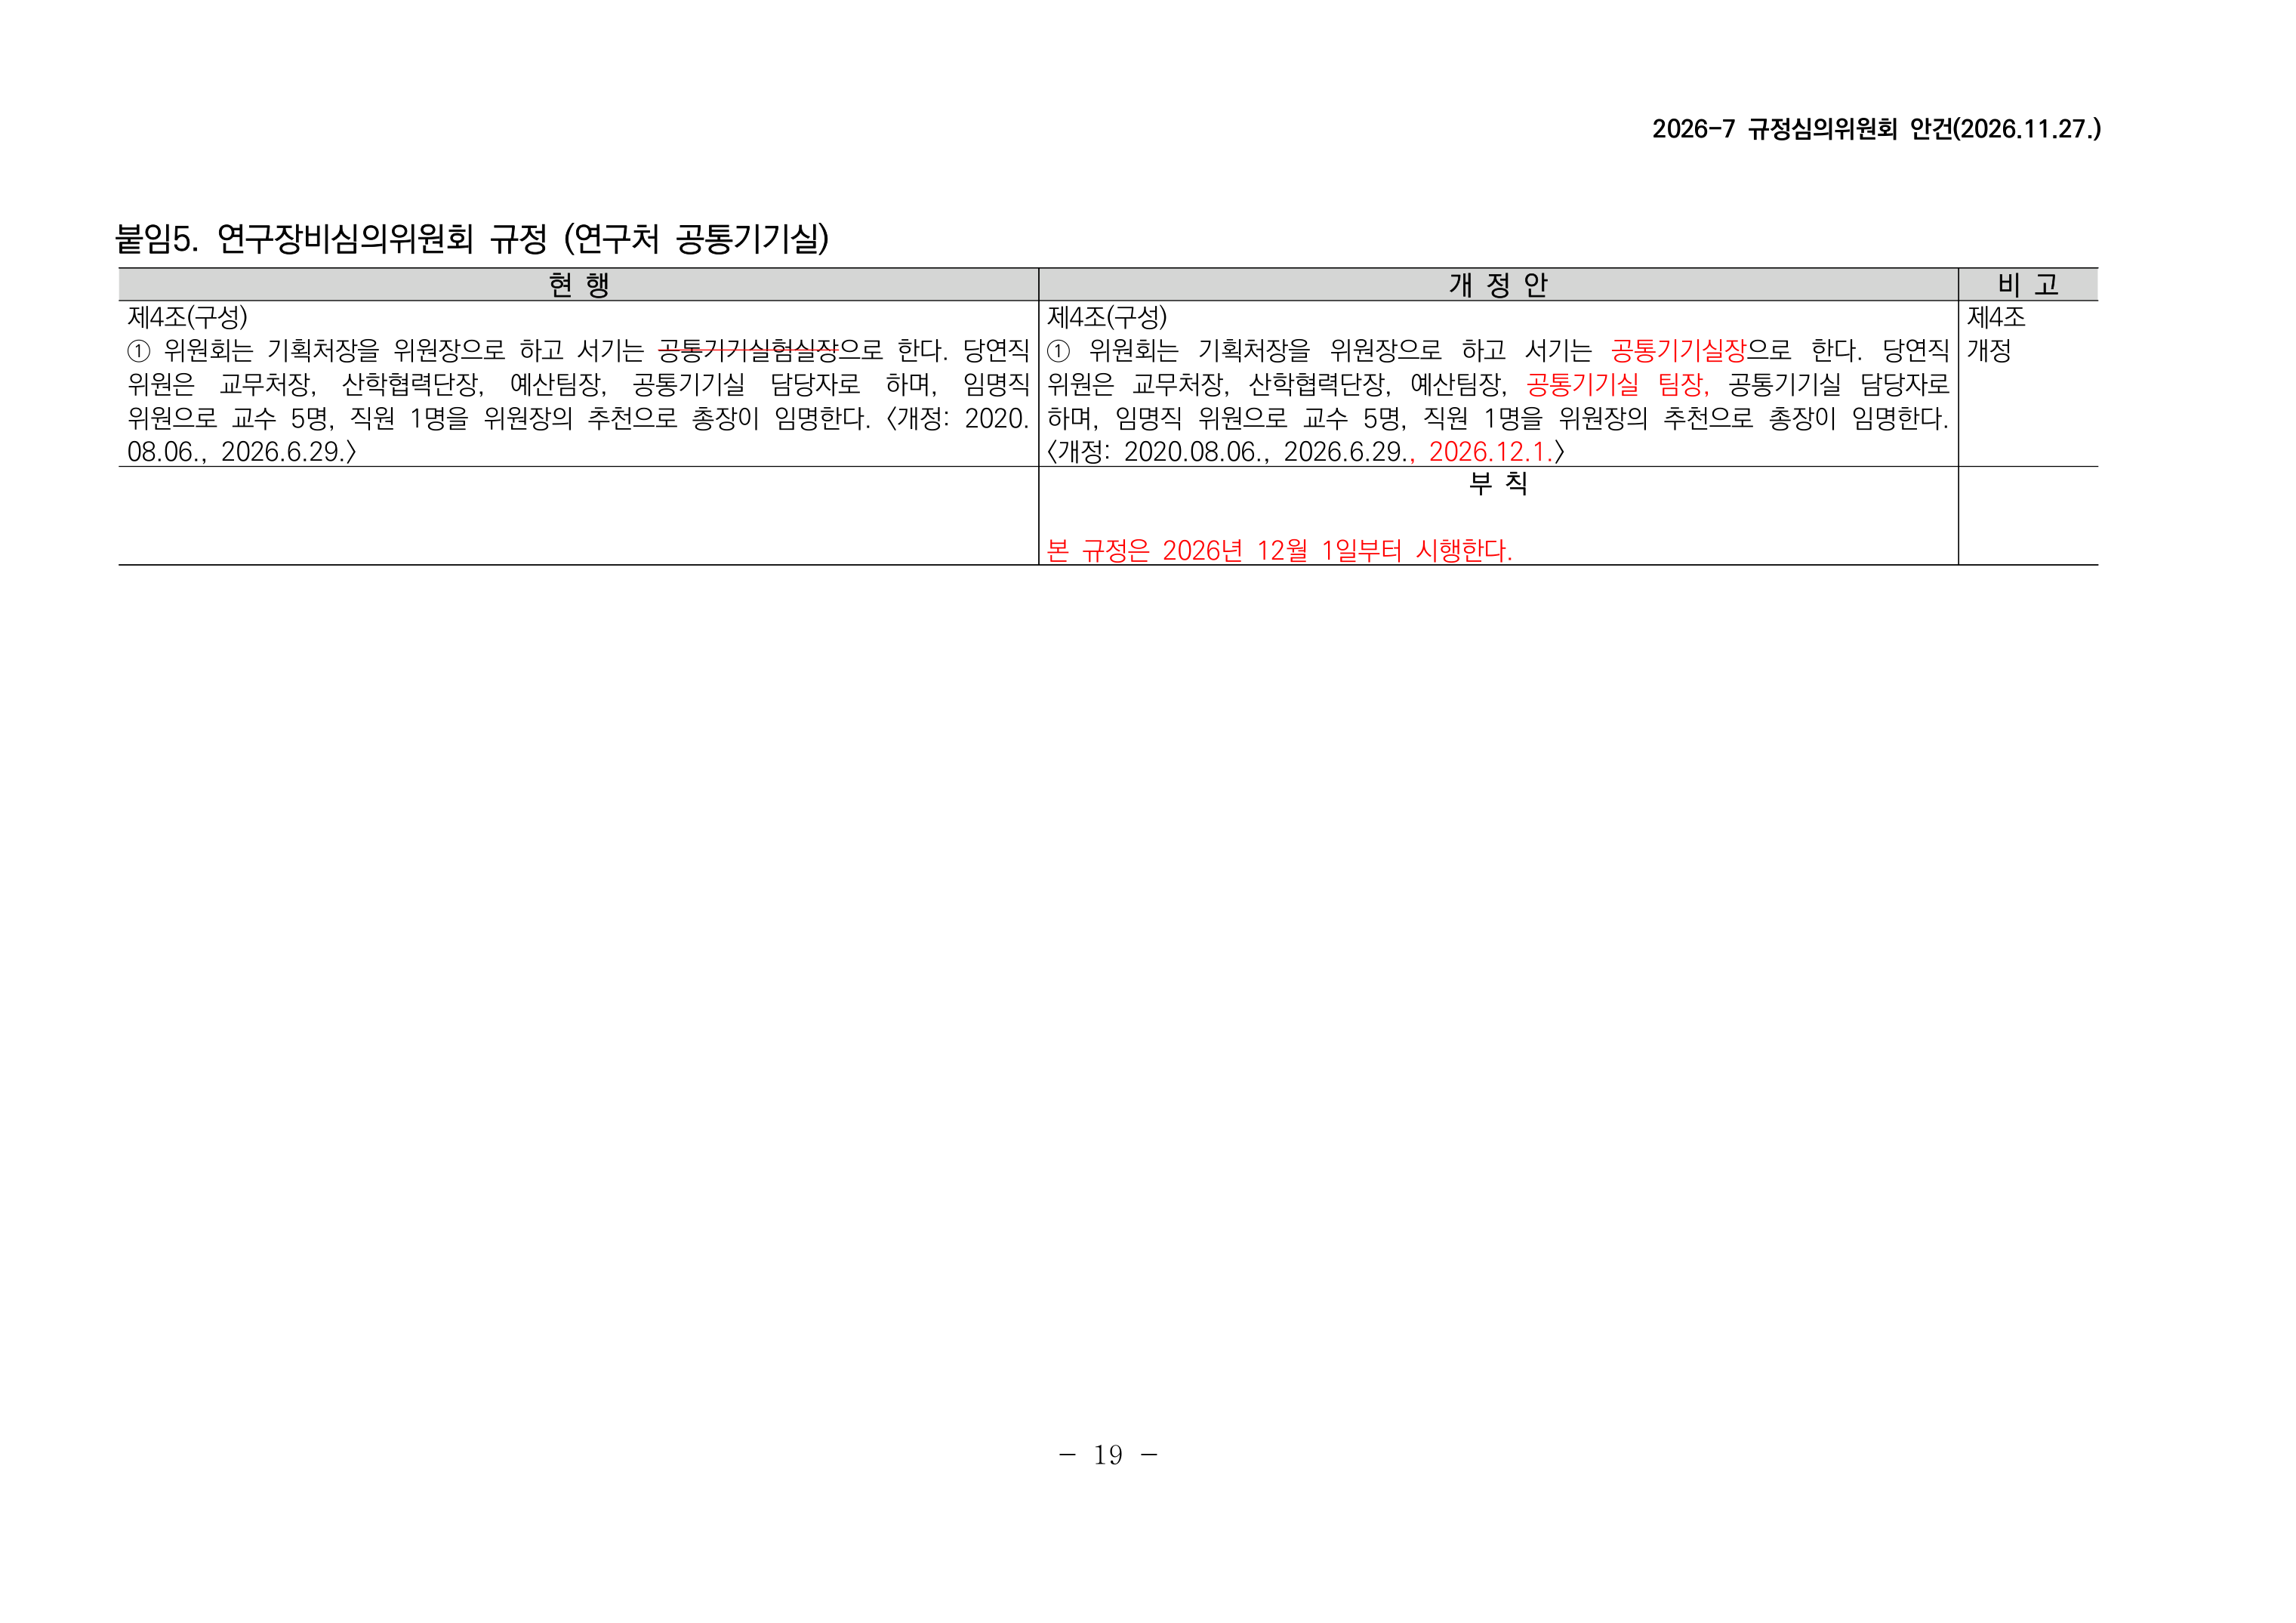 2026-7 규정심의위원회 안건(2026.11.27.)
붙임5. 연구장비심의위원회 규정 (연구처 공통기기실)
현 행
개 정 안
비 고
제4조(구성)
① 위원회는 기획처장을 위원장으로 하고 서기는 공통기기실험실장으로 한다. 당연직
위원은 교무처장, 산학협력단장, 예산팀장, 공통기기실 담당자로 하며, 임명직
위원으로 교수 5명, 직원 1명을 위원장의 추천으로 총장이 임명한다.〈개정: 2020.
08.06., 2026.6.29.〉
제4조(구성)
① 위원회는 기획처장을 위원장으로 하고 서기는 공통기기실장으로 한다. 당연직
위원은 교무처장, 산학협력단장, 예산팀장, 공통기기실 팀장, 공통기기실 담당자로
하며, 임명직 위원으로 교수 5명, 직원 1명을 위원장의 추천으로 총장이 임명한다.
〈개정: 2020.08.06., 2026.6.29., 2026.12.1.〉
제4조
개정
부 칙
본 규정은 2026년 12월 1일부터 시행한다.
- 19 -